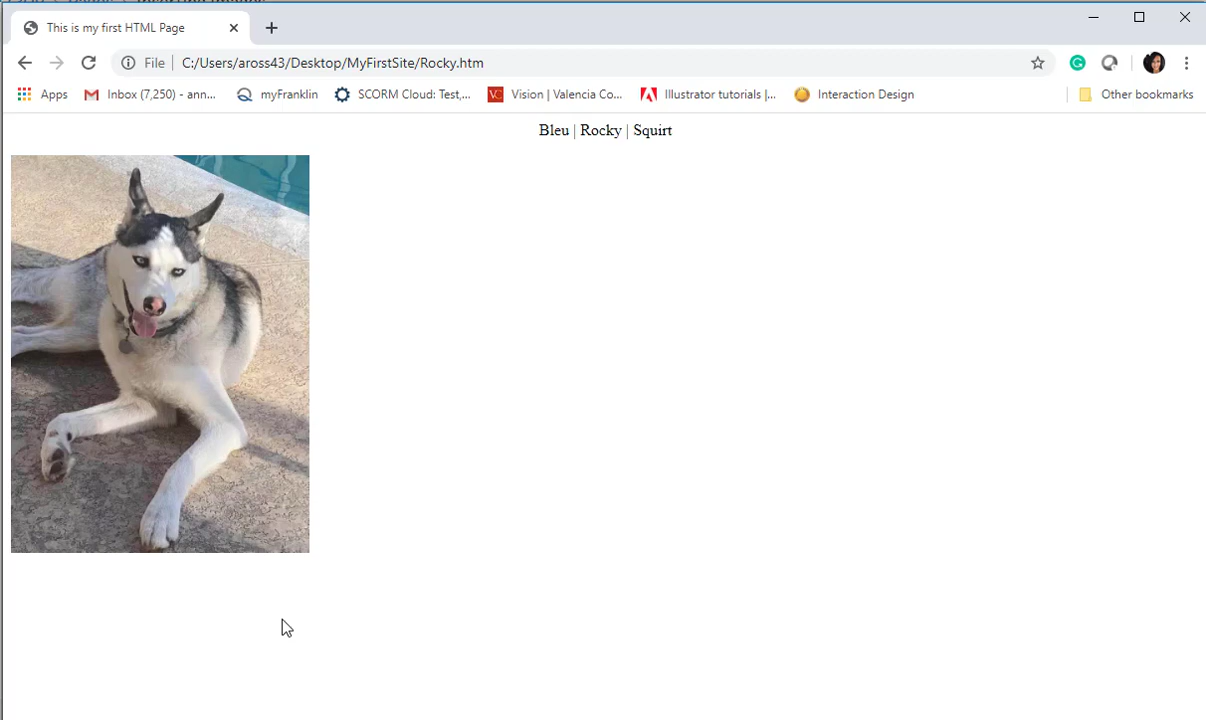 This is my first HTML Page
File C:/Users/aross43/Desktop/MyFirstSite/Rocky.htm
Apps Inbox (7,250) - ann... myFranklin SCORM Cloud: Test,... VC Vision | Valencia Co... Illustrator tutorials |... Interaction Design Other bookmarks
Bleu | Rocky | Squirt